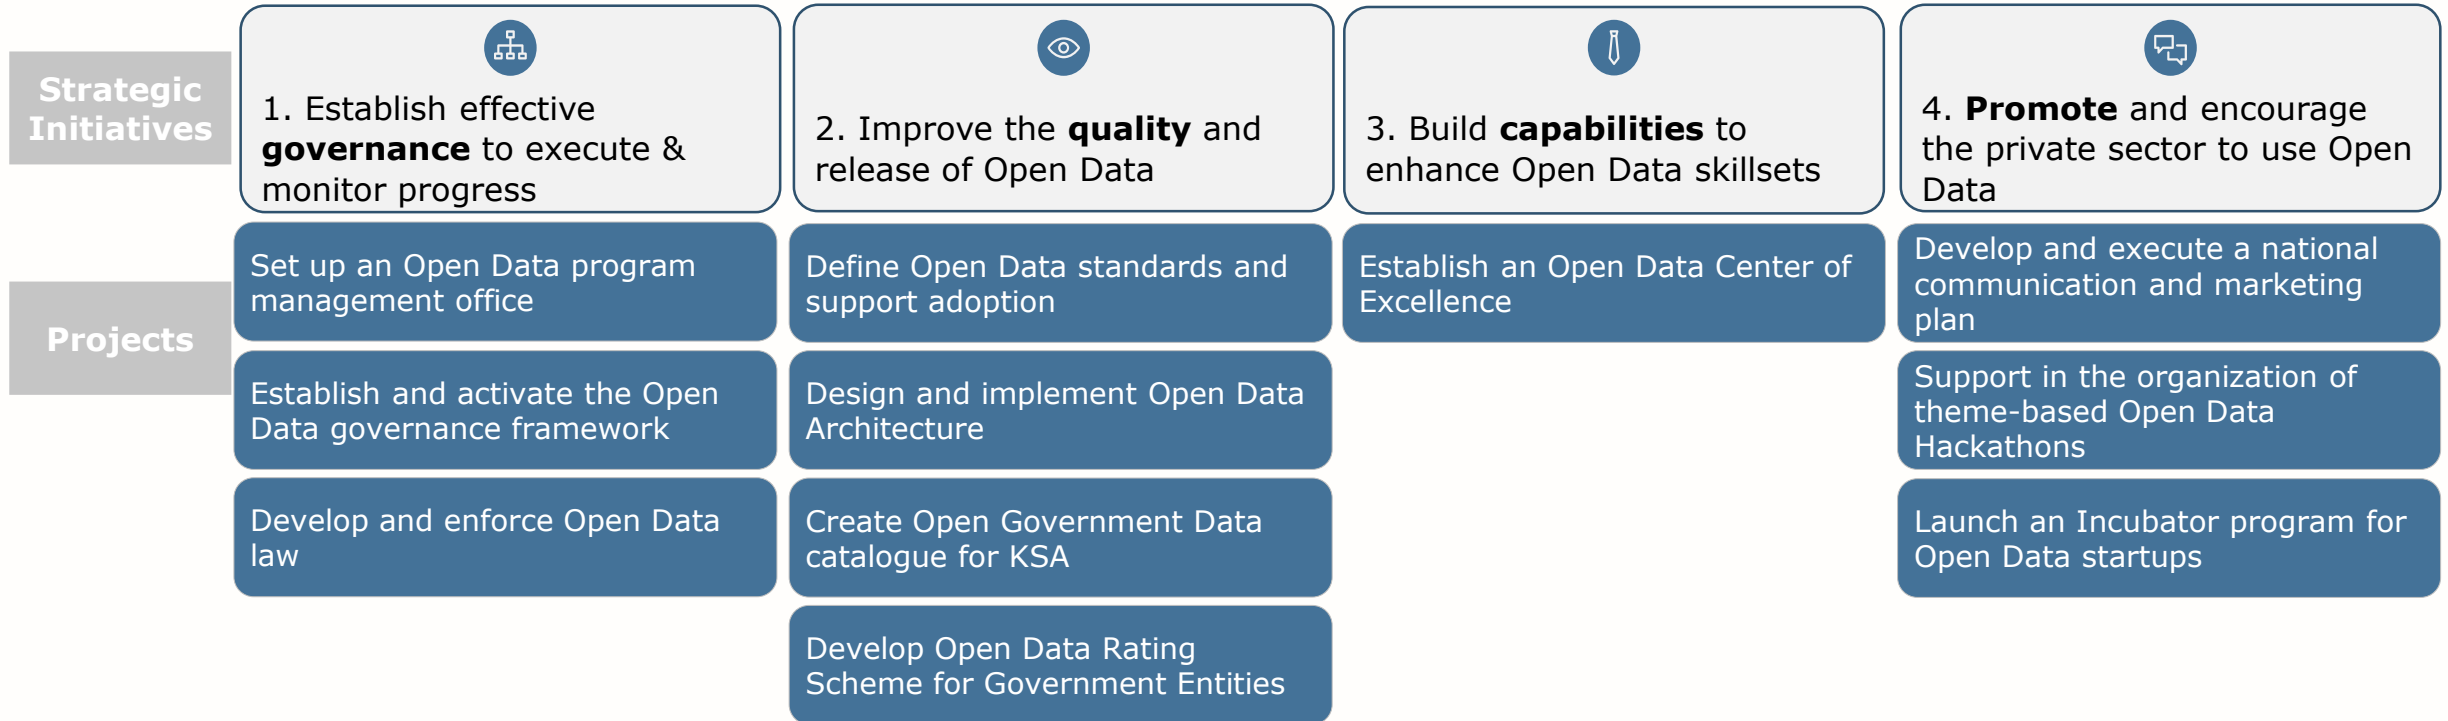 Strategic
Initiatives
1. Establish effective
governance to execute &
monitor progress
2. Improve the quality and
release of Open Data
3. Build capabilities to
enhance Open Data skillsets
4. Promote and encourage
the private sector to use Open
Data
Projects
Set up an Open Data program
management office
Establish and activate the Open
Data governance framework
Develop and enforce Open Data
law
Define Open Data standards and
support adoption
Design and implement Open Data
Architecture
Create Open Government Data
catalogue for KSA
Develop Open Data Rating
Scheme for Government Entities
Establish an Open Data Center of
Excellence
Develop and execute a national
communication and marketing
plan
Support in the organization of
theme-based Open Data
Hackathons
Launch an Incubator program for
Open Data startups